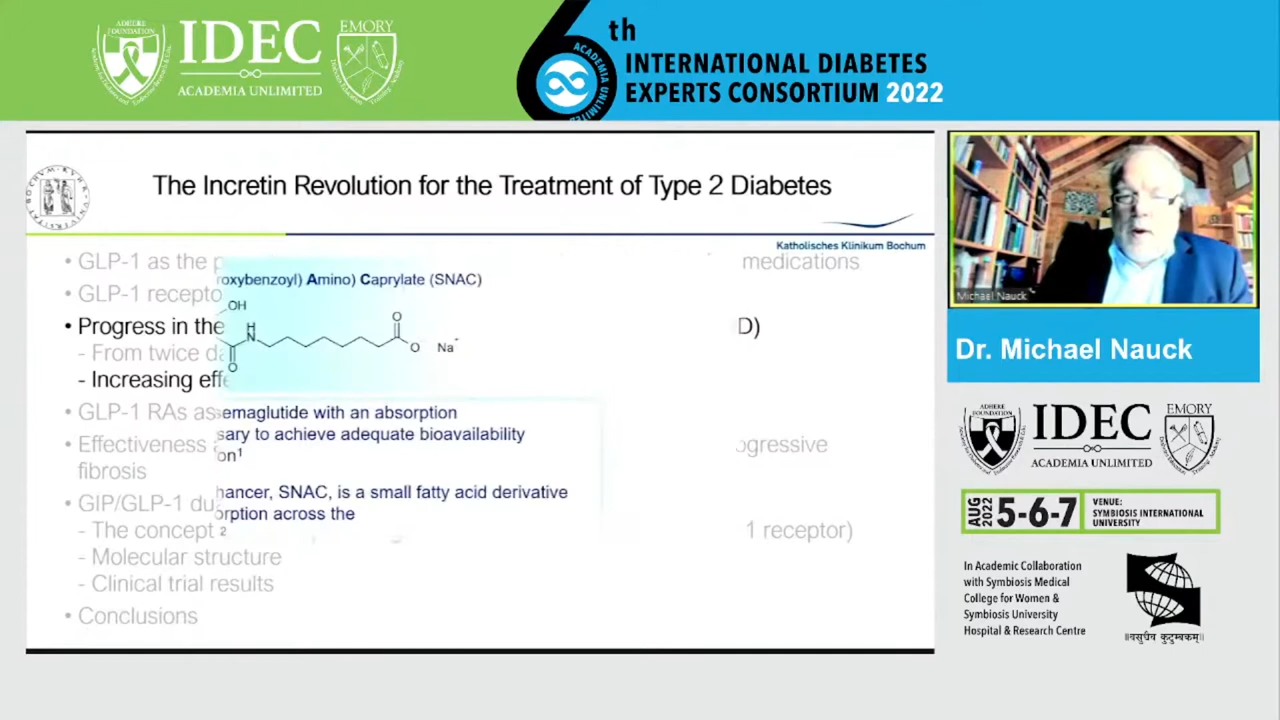 ADHERE
FOUNDATION
IDEC
ACADEMIA UNLIMITED
EMORY
6th
ACADEMIA UNLIMITED
INTERNATIONAL DIABETES
EXPERTS CONSORTIUM 2022
The Incretin Revolution for the Treatment of Type 2 Diabetes
Katholisches Klinikum Bochum
• GLP-1 as the p medications
oxybenzoyl) Amino) Caprylate (SNAC)
• GLP-1 recepto
OH
• Progress in the D)
H
N
O
O
O
Na
- From twice da
- Increasing effe
• GLP-1 RAs as emaglutide with an absorption
sary to achieve adequate bioavailability
• Effectiveness ogressive
on1
fibrosis
hancer, SNAC, is a small fatty acid derivative
• GIP/GLP-1 du
orption across the
- The concept 2 1 receptor)
- Molecular structure
- Clinical trial results
• Conclusions
Michael Nauck
Dr. Michael Nauck
ADHERE
FOUNDATION
IDEC
ACADEMIA UNLIMITED
EMORY
AUG
2022
5-6-7
VENUE:
SYMBIOSIS INTERNATIONAL
UNIVERSITY
In Academic Collaboration
with Symbiosis Medical
College for Women &
Symbiosis University
Hospital & Research Centre
॥वसुधैव कुटुम्बकम्॥